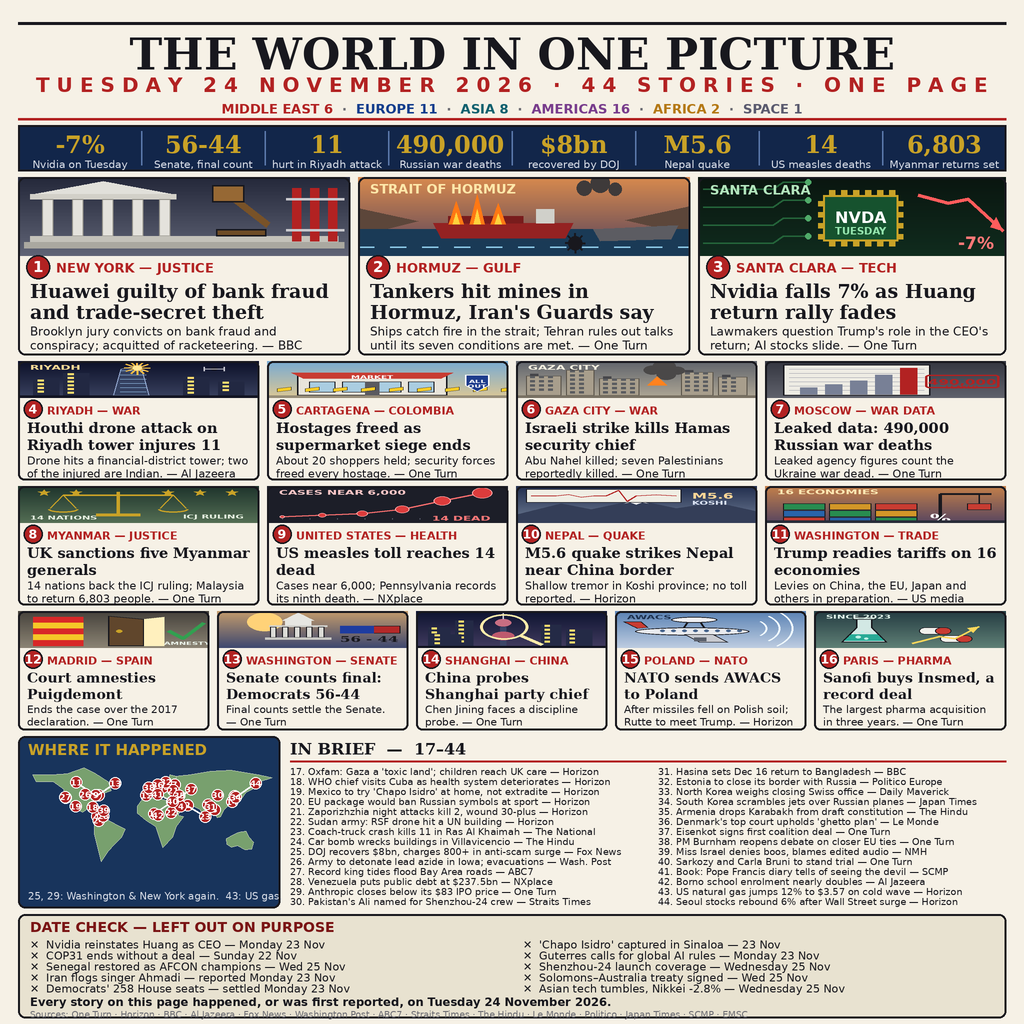 THE WORLD IN ONE PICTURE
TUESDAY 24 NOVEMBER 2026 · 44 STORIES · ONE PAGE
MIDDLE EAST 6 · EUROPE 11 · ASIA 8 · AMERICAS 16 · AFRICA 2 · SPACE 1
-7%
Nvidia on Tuesday
56-44
Senate, final count
11
hurt in Riyadh attack
490,000
Russian war deaths
$8bn
recovered by DOJ
M5.6
Nepal quake
14
US measles deaths
6,803
Myanmar returns set
1 NEW YORK — JUSTICE
Huawei guilty of bank fraud
and trade-secret theft
Brooklyn jury convicts on bank fraud and
conspiracy; acquitted of racketeering. — BBC
STRAIT OF HORMUZ
2 HORMUZ — GULF
Tankers hit mines in
Hormuz, Iran's Guards say
Ships catch fire in the strait; Tehran rules out talks
until its seven conditions are met. — One Turn
SANTA CLARA
NVDA
TUESDAY
-7%
3 SANTA CLARA — TECH
Nvidia falls 7% as Huang
return rally fades
Lawmakers question Trump's role in the CEO's
return; AI stocks slide. — One Turn
RIYADH
4 RIYADH — WAR
Houthi drone attack on
Riyadh tower injures 11
Drone hits a financial-district tower; two
of the injured are Indian. — Al Jazeera
MARKET
ALL
OUT
5 CARTAGENA — COLOMBIA
Hostages freed as
supermarket siege ends
About 20 shoppers held; security forces
freed every hostage. — One Turn
GAZA CITY
6 GAZA CITY — WAR
Israeli strike kills Hamas
security chief
Abu Nahel killed; seven Palestinians
reportedly killed. — One Turn
7 MOSCOW — WAR DATA
Leaked data: 490,000
Russian war deaths
Leaked agency figures count the
Ukraine war dead. — One Turn
14 NATIONS
ICJ RULING
8 MYANMAR — JUSTICE
UK sanctions five Myanmar
generals
14 nations back the ICJ ruling; Malaysia
to return 6,803 people. — One Turn
CASES NEAR 6,000
14 DEAD
9 UNITED STATES — HEALTH
US measles toll reaches 14
dead
Cases near 6,000; Pennsylvania records
its ninth death. — NXplace
M5.6
KOSHI
10 NEPAL — QUAKE
M5.6 quake strikes Nepal
near China border
Shallow tremor in Koshi province; no toll
reported. — Horizon
16 ECONOMIES
%
11 WASHINGTON — TRADE
Trump readies tariffs on 16
economies
Levies on China, the EU, Japan and
others in preparation. — US media
AMNESTY
12 MADRID — SPAIN
Court amnesties
Puigdemont
Ends the case over the 2017
declaration. — One Turn
56 - 44
13 WASHINGTON — SENATE
Senate counts final:
Democrats 56-44
Final counts settle the Senate.
— One Turn
14 SHANGHAI — CHINA
China probes
Shanghai party chief
Chen Jining faces a discipline
probe. — One Turn
AWACS
15 POLAND — NATO
NATO sends AWACS
to Poland
After missiles fell on Polish soil;
Rutte to meet Trump. — Horizon
SINCE 2023
16 PARIS — PHARMA
Sanofi buys Insmed, a
record deal
The largest pharma acquisition
in three years. — One Turn
WHERE IT HAPPENED
25, 29: Washington & New York again. 43: US gas
IN BRIEF — 17–44
17. Oxfam: Gaza a 'toxic land'; children reach UK care — Horizon
18. WHO chief visits Cuba as health system deteriorates — Horizon
19. Mexico to try 'Chapo Isidro' at home, not extradite — Horizon
20. EU package would ban Russian symbols at sport — Horizon
21. Zaporizhzhia night attacks kill 2, wound 30-plus — Horizon
22. Sudan army: RSF drone hit a UN building — Horizon
23. Coach-truck crash kills 11 in Ras Al Khaimah — The National
24. Car bomb wrecks buildings in Villavicencio — The Hindu
25. DOJ recovers $8bn, charges 800+ in anti-scam surge — Fox News
26. Army to detonate lead azide in Iowa; evacuations — Wash. Post
27. Record king tides flood Bay Area roads — ABC7
28. Venezuela puts public debt at $237.5bn — NXplace
29. Anthropic closes below its $83 IPO price — One Turn
30. Pakistan's Ali named for Shenzhou-24 crew — Straits Times
31. Hasina sets Dec 16 return to Bangladesh — BBC
32. Estonia to close its border with Russia — Politico Europe
33. North Korea weighs closing Swiss office — Daily Maverick
34. South Korea scrambles jets over Russian planes — Japan Times
35. Armenia drops Karabakh from draft constitution — The Hindu
36. Denmark's top court upholds 'ghetto plan' — Le Monde
37. Eisenkot signs first coalition deal — One Turn
38. PM Burnham reopens debate on closer EU ties — One Turn
39. Miss Israel denies boos, blames edited audio — NMH
40. Sarkozy and Carla Bruni to stand trial — One Turn
41. Book: Pope Francis diary tells of seeing the devil — SCMP
42. Borno school enrolment nearly doubles — Al Jazeera
43. US natural gas jumps 12% to $3.57 on cold wave — Horizon
44. Seoul stocks rebound 6% after Wall Street surge — Horizon
DATE CHECK — LEFT OUT ON PURPOSE
× Nvidia reinstates Huang as CEO — Monday 23 Nov
× COP31 ends without a deal — Sunday 22 Nov
× Senegal restored as AFCON champions — Wed 25 Nov
× Iran flogs singer Ahmadi — reported Monday 23 Nov
× Democrats' 258 House seats — settled Monday 23 Nov
× 'Chapo Isidro' captured in Sinaloa — 23 Nov
× Guterres calls for global AI rules — Monday 23 Nov
× Shenzhou-24 launch coverage — Wednesday 25 Nov
× Solomons–Australia treaty signed — Wed 25 Nov
× Asian tech tumbles, Nikkei -2.8% — Wednesday 25 Nov
Every story on this page happened, or was first reported, on Tuesday 24 November 2026.
Sources: One Turn · Horizon · BBC · Al Jazeera · Fox News · Washington Post · ABC7 · Straits Times · The Hindu · Le Monde · Politico · Japan Times · SCMP · EMSC